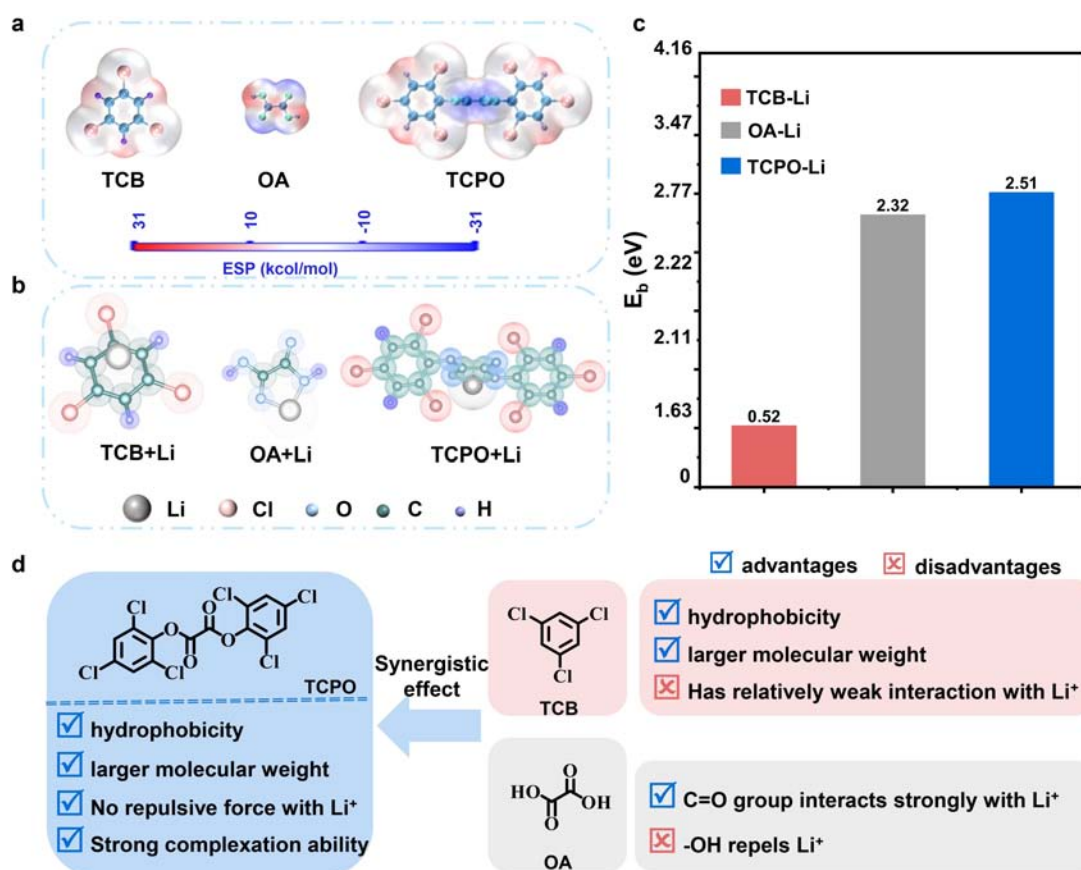 a
TCB
OA
TCPO
31
10
-10
-31
ESP (kcol/mol)
b
TCB+Li
OA+Li
TCPO+Li
Li
Cl
O
C
H
c
4.16
3.47
2.77
2.22
2.11
1.63
0
E_b (eV)
TCB-Li
OA-Li
TCPO-Li
0.52
2.32
2.51
d
Cl
Cl
Cl
Cl
Cl
Cl
O
O
O
O
TCPO
hydrophobicity
larger molecular weight
No repulsive force with Li⁺
Strong complexation ability
Synergistic
effect
Cl
Cl
Cl
TCB
O
HO
OH
O
OA
advantages
disadvantages
hydrophobicity
larger molecular weight
Has relatively weak interaction with Li⁺
C=O group interacts strongly with Li⁺
-OH repels Li⁺